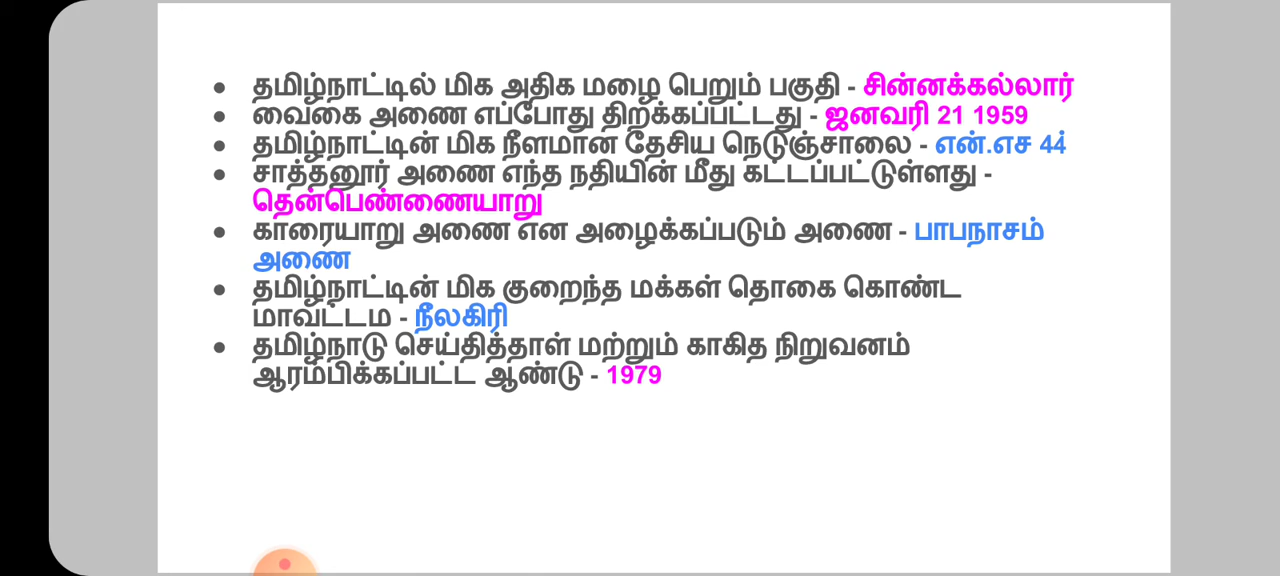 தமிழ்நாட்டில் மிக அதிக மழை பெறும் பகுதி - சின்னக்கல்லார்
வைகை அணை எப்போது திறக்கப்பட்டது - ஜனவரி 21 1959
தமிழ்நாட்டின் மிக நீளமான தேசிய நெடுஞ்சாலை - என்.எச 44
சாத்தனூர் அணை எந்த நதியின் மீது கட்டப்பட்டுள்ளது -
தென்பெண்ணையாறு
காரையாறு அணை என அழைக்கப்படும் அணை - பாபநாசம்
அணை
தமிழ்நாட்டின் மிக குறைந்த மக்கள் தொகை கொண்ட
மாவட்டம - நீலகிரி
தமிழ்நாடு செய்தித்தாள் மற்றும் காகித நிறுவனம்
ஆரம்பிக்கப்பட்ட ஆண்டு - 1979